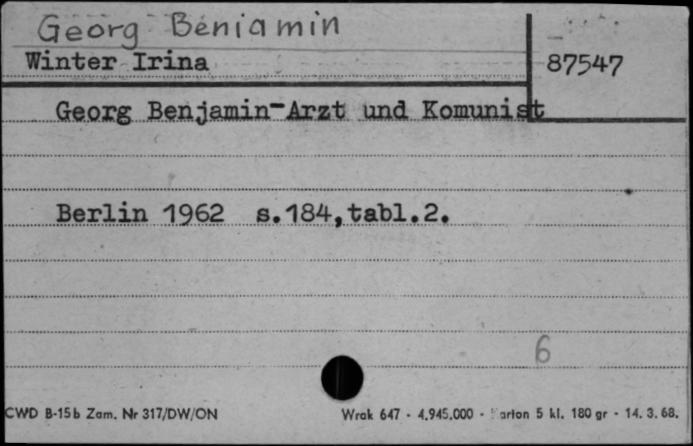 Georg Beniamin
Winter Irina
87547
Georg Benjamin-Arzt und Komunist
Berlin 1962 s.184,tabl.2.
6
CWD B-15b Zam. Nr 317/DW/ON
Wrok 647 - 4.945.000 - 5 kl. 180 gr - 14. 3. 68.